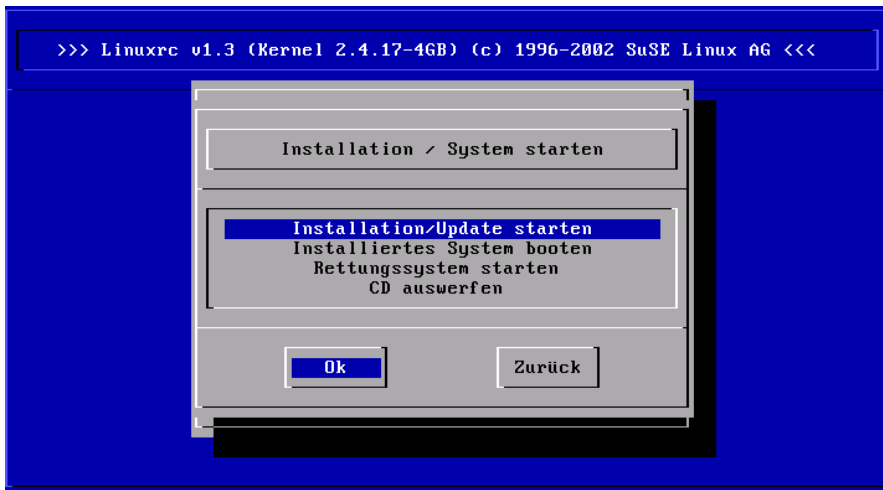 >>> Linuxrc v1.3 (Kernel 2.4.17-4GB) (c) 1996-2002 SuSE Linux AG <<<
Installation / System starten
Installation/Update starten
Installiertes System booten
Rettungssystem starten
CD auswerfen
Ok
Zurück